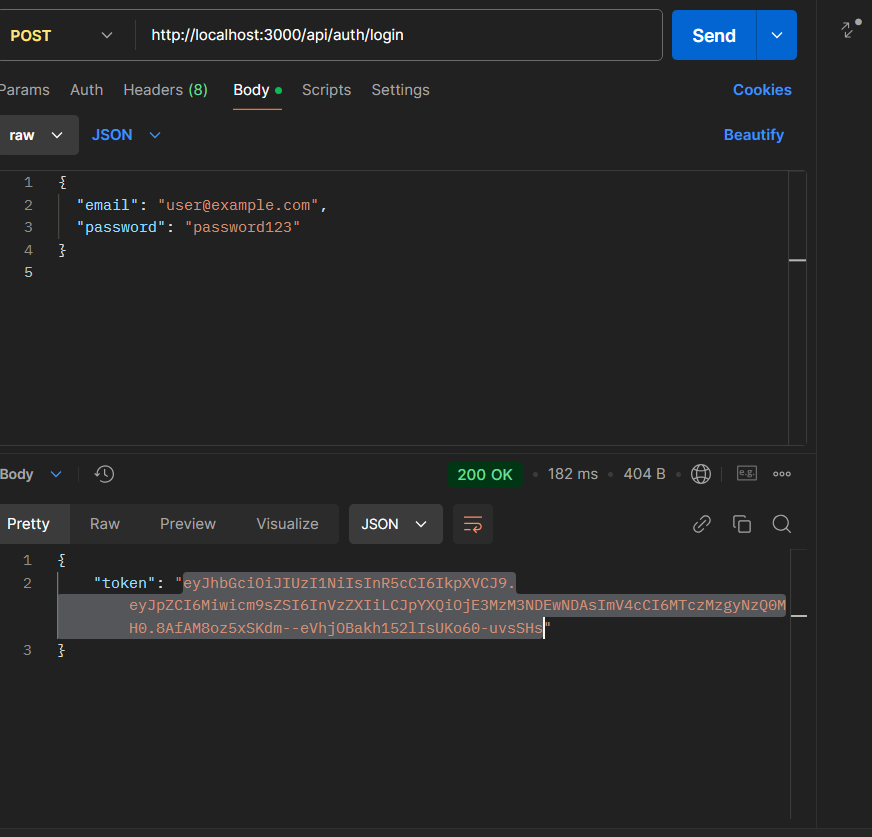 POST http://localhost:3000/api/auth/login Send
Params Auth Headers (8) Body Scripts Settings Cookies
raw JSON Beautify
1 {
2 "email": "user@example.com",
3 "password": "password123"
4 }
5
Body 200 OK 182 ms 404 B e.g.
Pretty Raw Preview Visualize JSON
1 {
2 "token": "eyJhbGciOiJIUzI1NiIsInR5cCI6IkpXVCJ9.
eyJpZCI6Miwicm9sZSI6InVzZXIiLCJpYXQiOjE3MzM3NDEwNDAsImV4cCI6MTczMzgyNzQ0M
H0.8AfAM8oz5xSKdm--eVhjOBakh152lIsUKo60-uvsSHs"
3 }